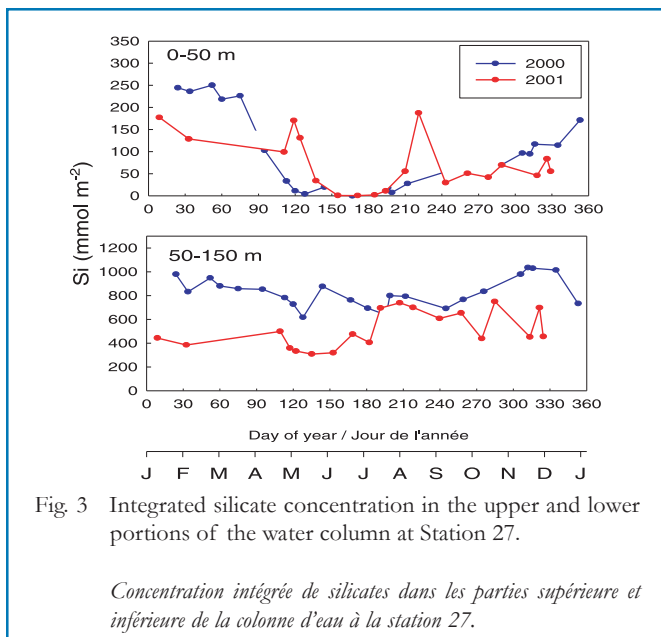 350
0-50 m
300
2000
2001
250
200
150
100
50
0
0 30 60 90 120 150 180 210 240 270 300 330 360
Si (mmol m⁻²)
50-150 m
1200
1000
800
600
400
200
0
0 30 60 90 120 150 180 210 240 270 300 330 360
Day of year / Jour de l'année
J F M A M J J A S O N D J
Fig. 3 Integrated silicate concentration in the upper and lower
portions of the water column at Station 27.
Concentration intégrée de silicates dans les parties supérieure et
inférieure de la colonne d'eau à la station 27.